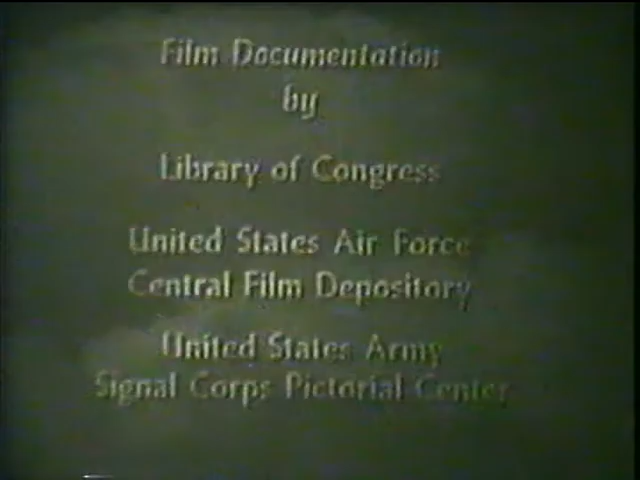 Film Documentation
by
Library of Congress
United States Air Force
Central Film Depository
United States Army
Signal Corps Pictorial Center